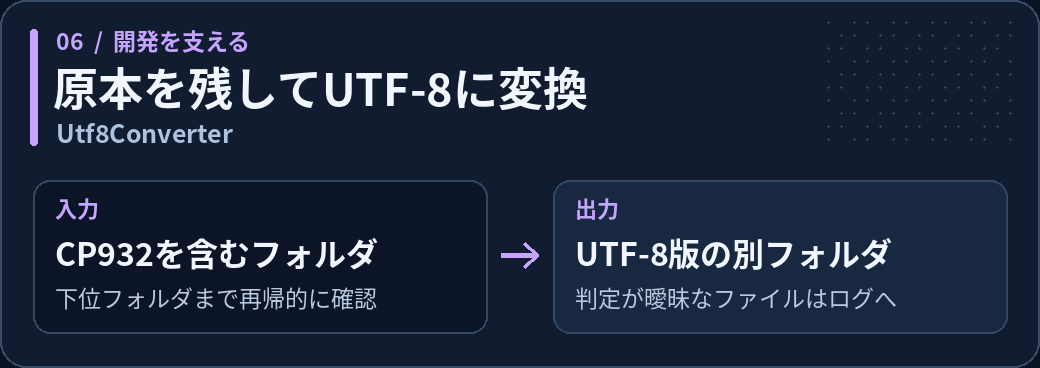 06 / 開発を支える
原本を残してUTF-8に変換
Utf8Converter
入力
CP932を含むフォルダ
下位フォルダまで再帰的に確認
→
出力
UTF-8版の別フォルダ
判定が曖昧なファイルはログへ